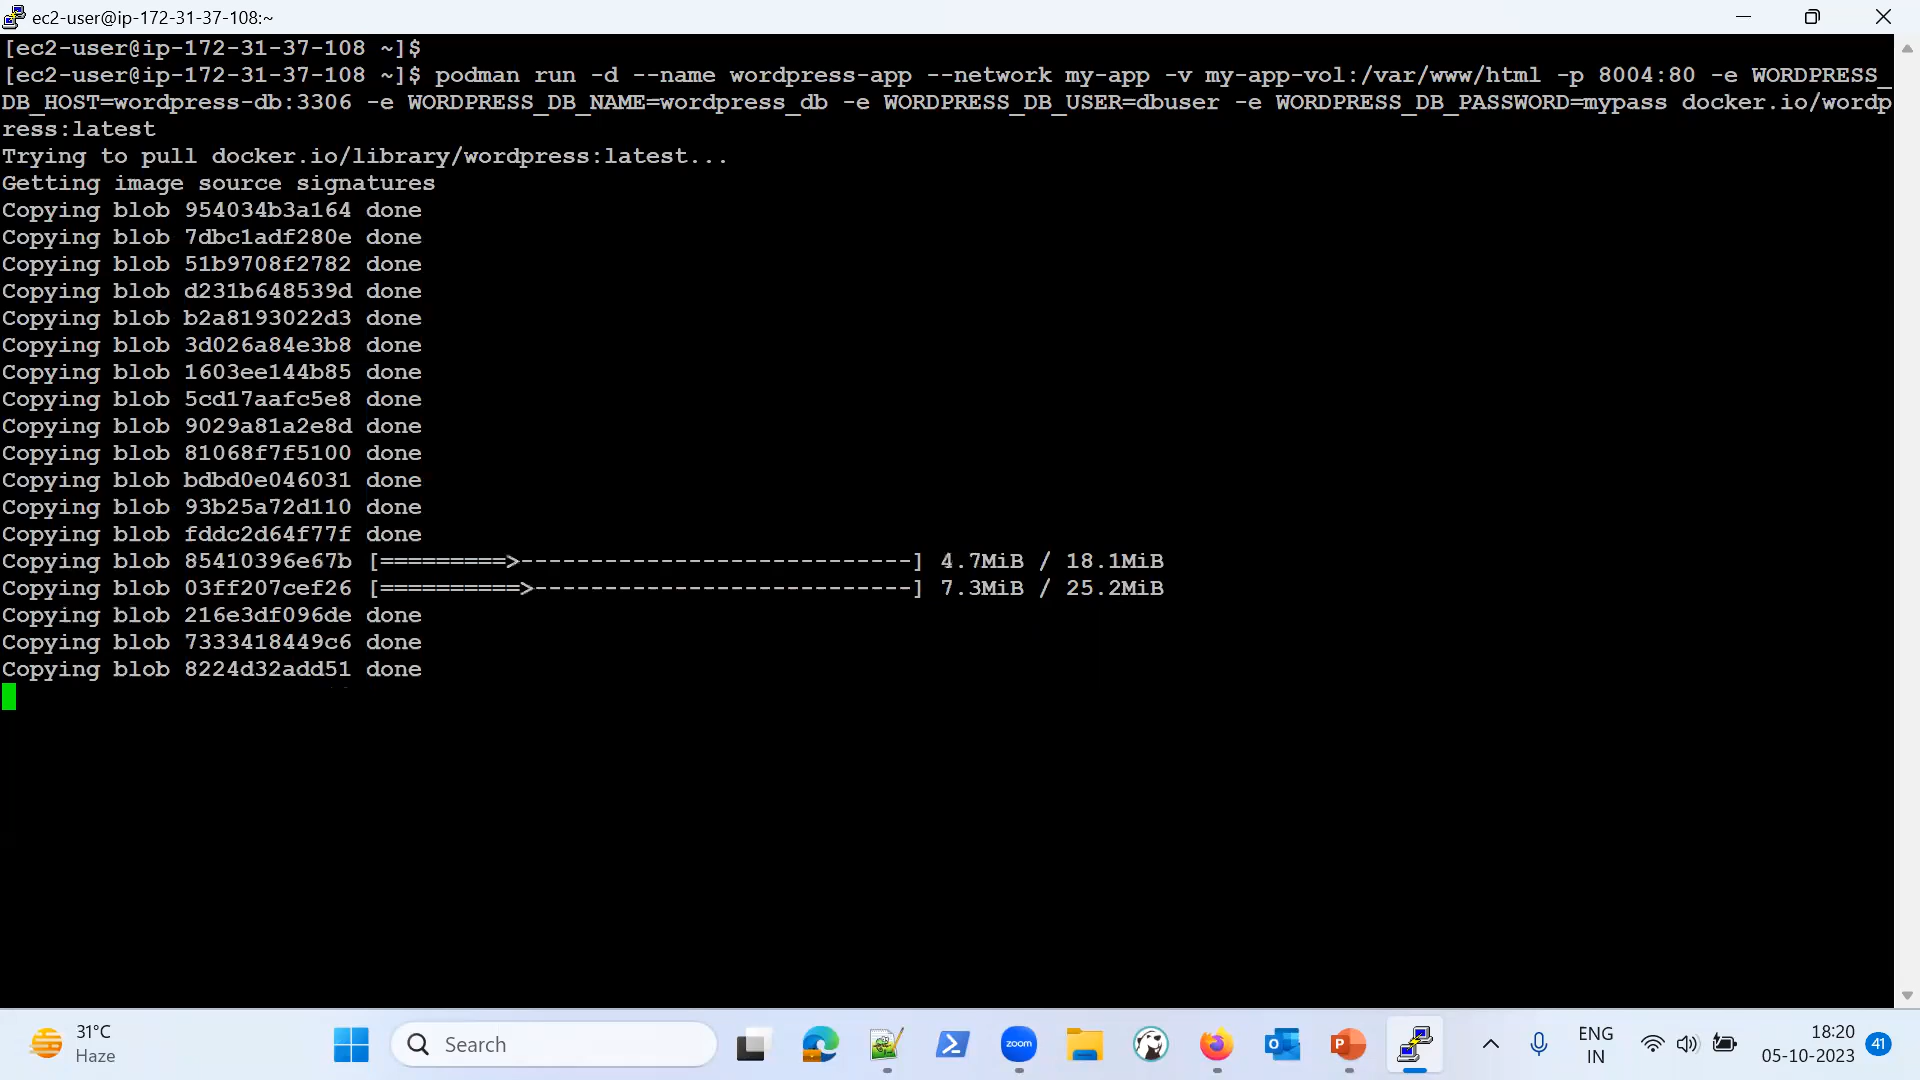 ec2-user@ip-172-31-37-108:~
[ec2-user@ip-172-31-37-108 ~]$
[ec2-user@ip-172-31-37-108 ~]$ podman run -d --name wordpress-app --network my-app -v my-app-vol:/var/www/html -p 8004:80 -e WORDPRESS_
DB_HOST=wordpress-db:3306 -e WORDPRESS_DB_NAME=wordpress_db -e WORDPRESS_DB_USER=dbuser -e WORDPRESS_DB_PASSWORD=mypass docker.io/wordp
ress:latest
Trying to pull docker.io/library/wordpress:latest...
Getting image source signatures
Copying blob 954034b3a164 done
Copying blob 7dbc1adf280e done
Copying blob 51b9708f2782 done
Copying blob d231b648539d done
Copying blob b2a8193022d3 done
Copying blob 3d026a84e3b8 done
Copying blob 1603ee144b85 done
Copying blob 5cd17aafc5e8 done
Copying blob 9029a81a2e8d done
Copying blob 81068f7f5100 done
Copying blob bdbd0e046031 done
Copying blob 93b25a72d110 done
Copying blob fddc2d64f77f done
Copying blob 85410396e67b [=========>----------------------------] 4.7MiB / 18.1MiB
Copying blob 03ff207cef26 [==========>---------------------------] 7.3MiB / 25.2MiB
Copying blob 216e3df096de done
Copying blob 7333418449c6 done
Copying blob 8224d32add51 done
31°C
Haze
Search
zoom
ENG
IN
18:20
05-10-2023
41